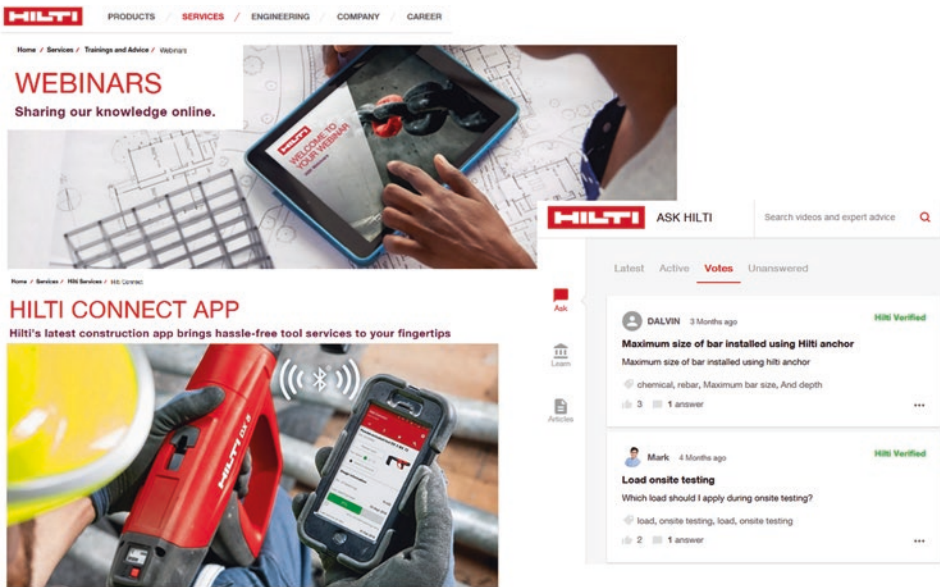 HILTI
PRODUCTS / SERVICES / ENGINEERING / COMPANY / CAREER
Home / Services / Trainings and Advice / Webinars
WEBINARS
Sharing our knowledge online.
HILTI
WELCOME TO
YOUR WEBINAR
Home / Services / Hilti Services / Hilti Connect
HILTI CONNECT APP
Hilti's latest construction app brings hassle-free tool services to your fingertips
HILTI DX 5
HILTI ASK HILTI Search videos and expert advice
Ask
Learn
Articles
Latest Active Votes Unanswered
DALVIN 3 Months ago Hilti Verified
Maximum size of bar installed using Hilti anchor
Maximum size of bar installed using hilti anchor
chemical, rebar, Maximum bar size, And depth
3 1 answer
Mark 4 Months ago Hilti Verified
Load onsite testing
Which load should I apply during onsite testing?
load, onsite testing, load, onsite testing
2 1 answer